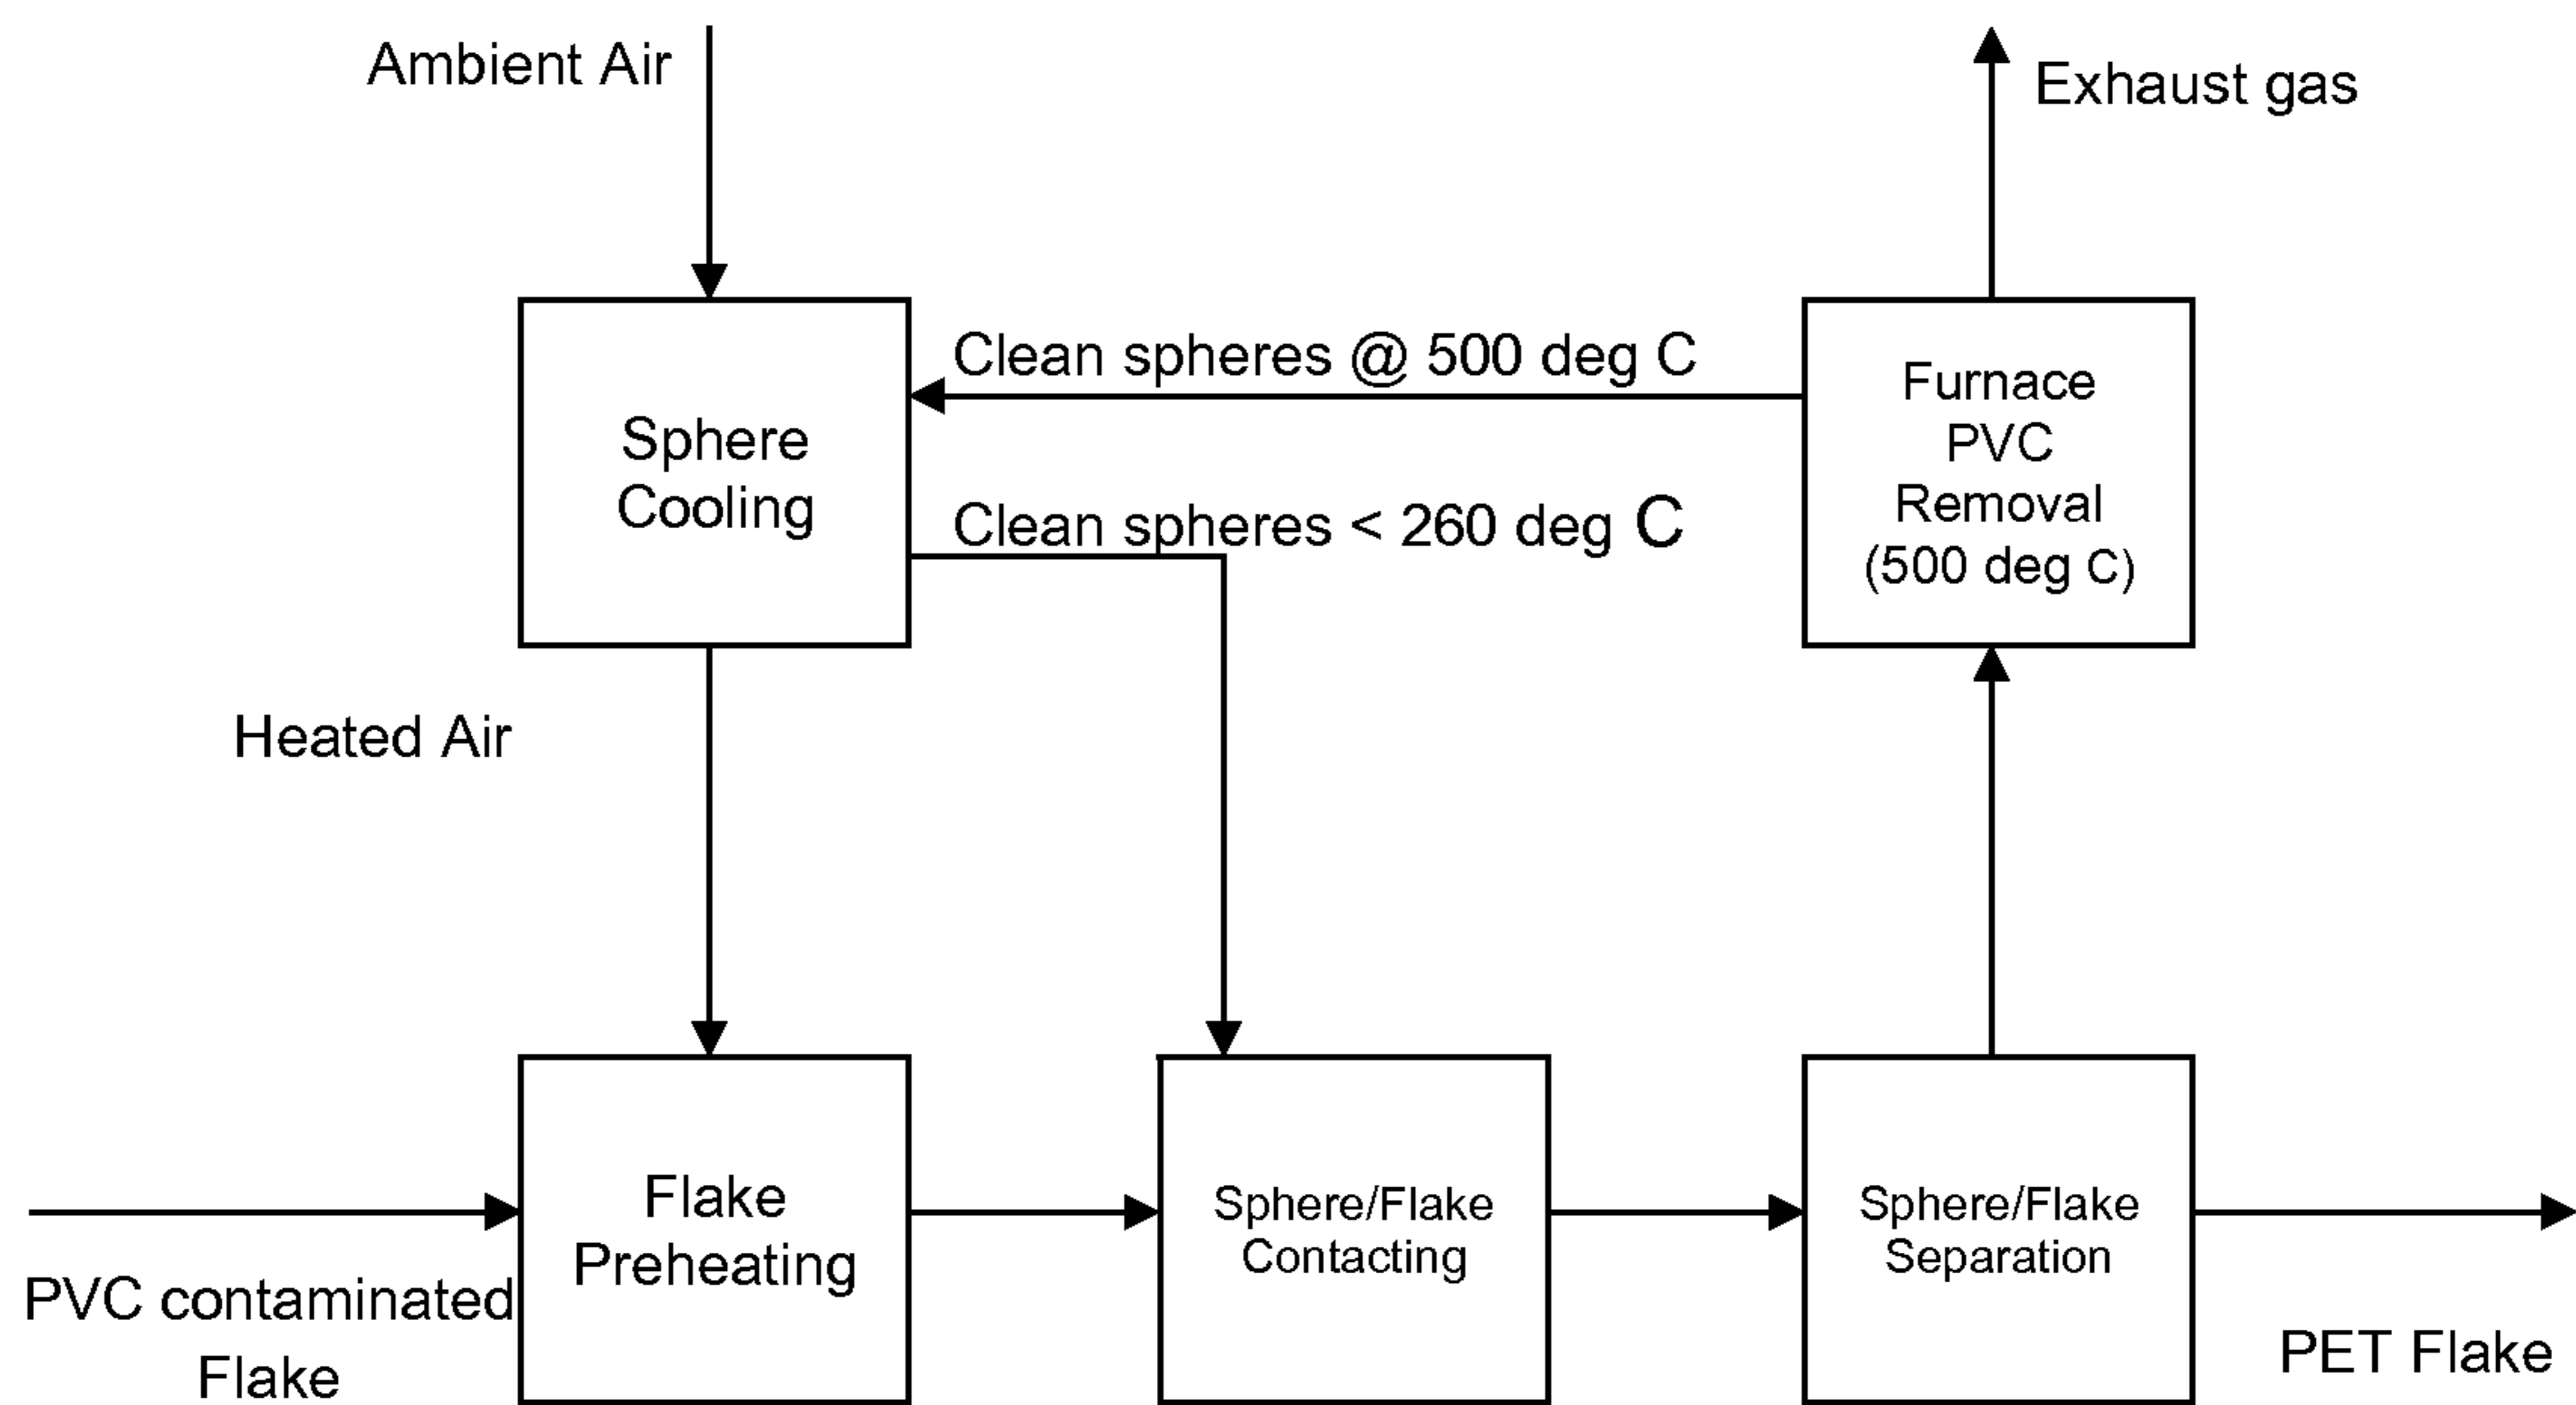 Ambient Air
Exhaust gas
Clean spheres @ 500 deg C
Furnace
PVC
Removal
(500 deg C)
Sphere
Cooling
Clean spheres < 260 deg C
Heated Air
Flake
Preheating
Sphere/Flake
Contacting
Sphere/Flake
Separation
PVC contaminated
Flake
PET Flake